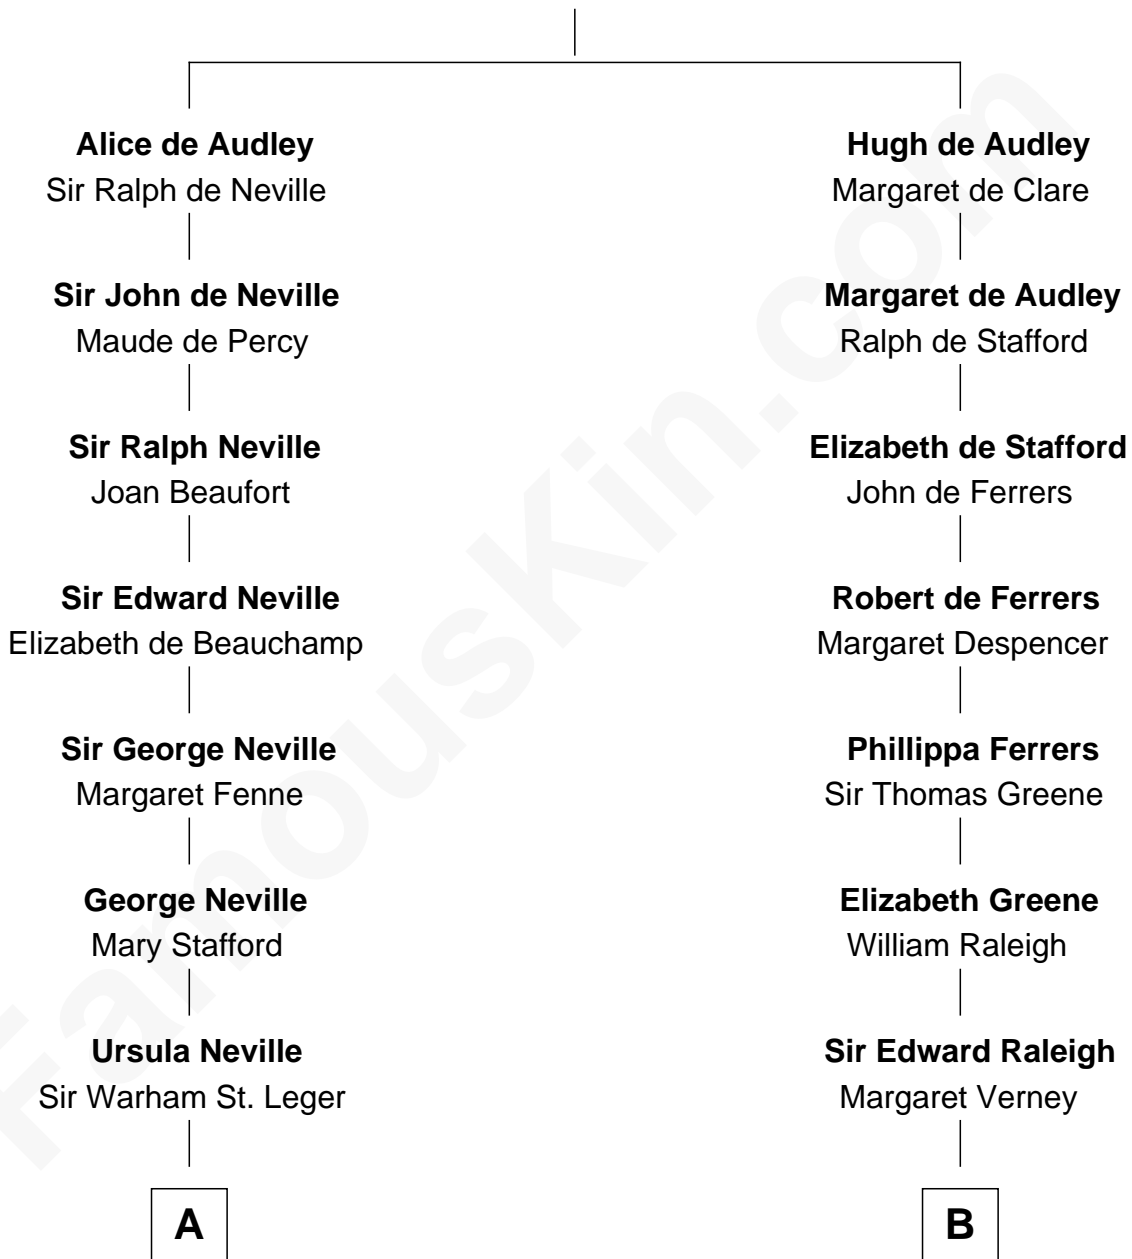 Alice de Audley
Sir Ralph de Neville
Sir John de Neville
Maude de Percy
Sir Ralph Neville
Joan Beaufort
Sir Edward Neville
Elizabeth de Beauchamp
Sir George Neville
Margaret Fenne
George Neville
Mary Stafford
Ursula Neville
Sir Warham St. Leger
A
Hugh de Audley
Margaret de Clare
Margaret de Audley
Ralph de Stafford
Elizabeth de Stafford
John de Ferrers
Robert de Ferrers
Margaret Despencer
Phillippa Ferrers
Sir Thomas Greene
Elizabeth Greene
William Raleigh
Sir Edward Raleigh
Margaret Verney
B
FamousKin.com